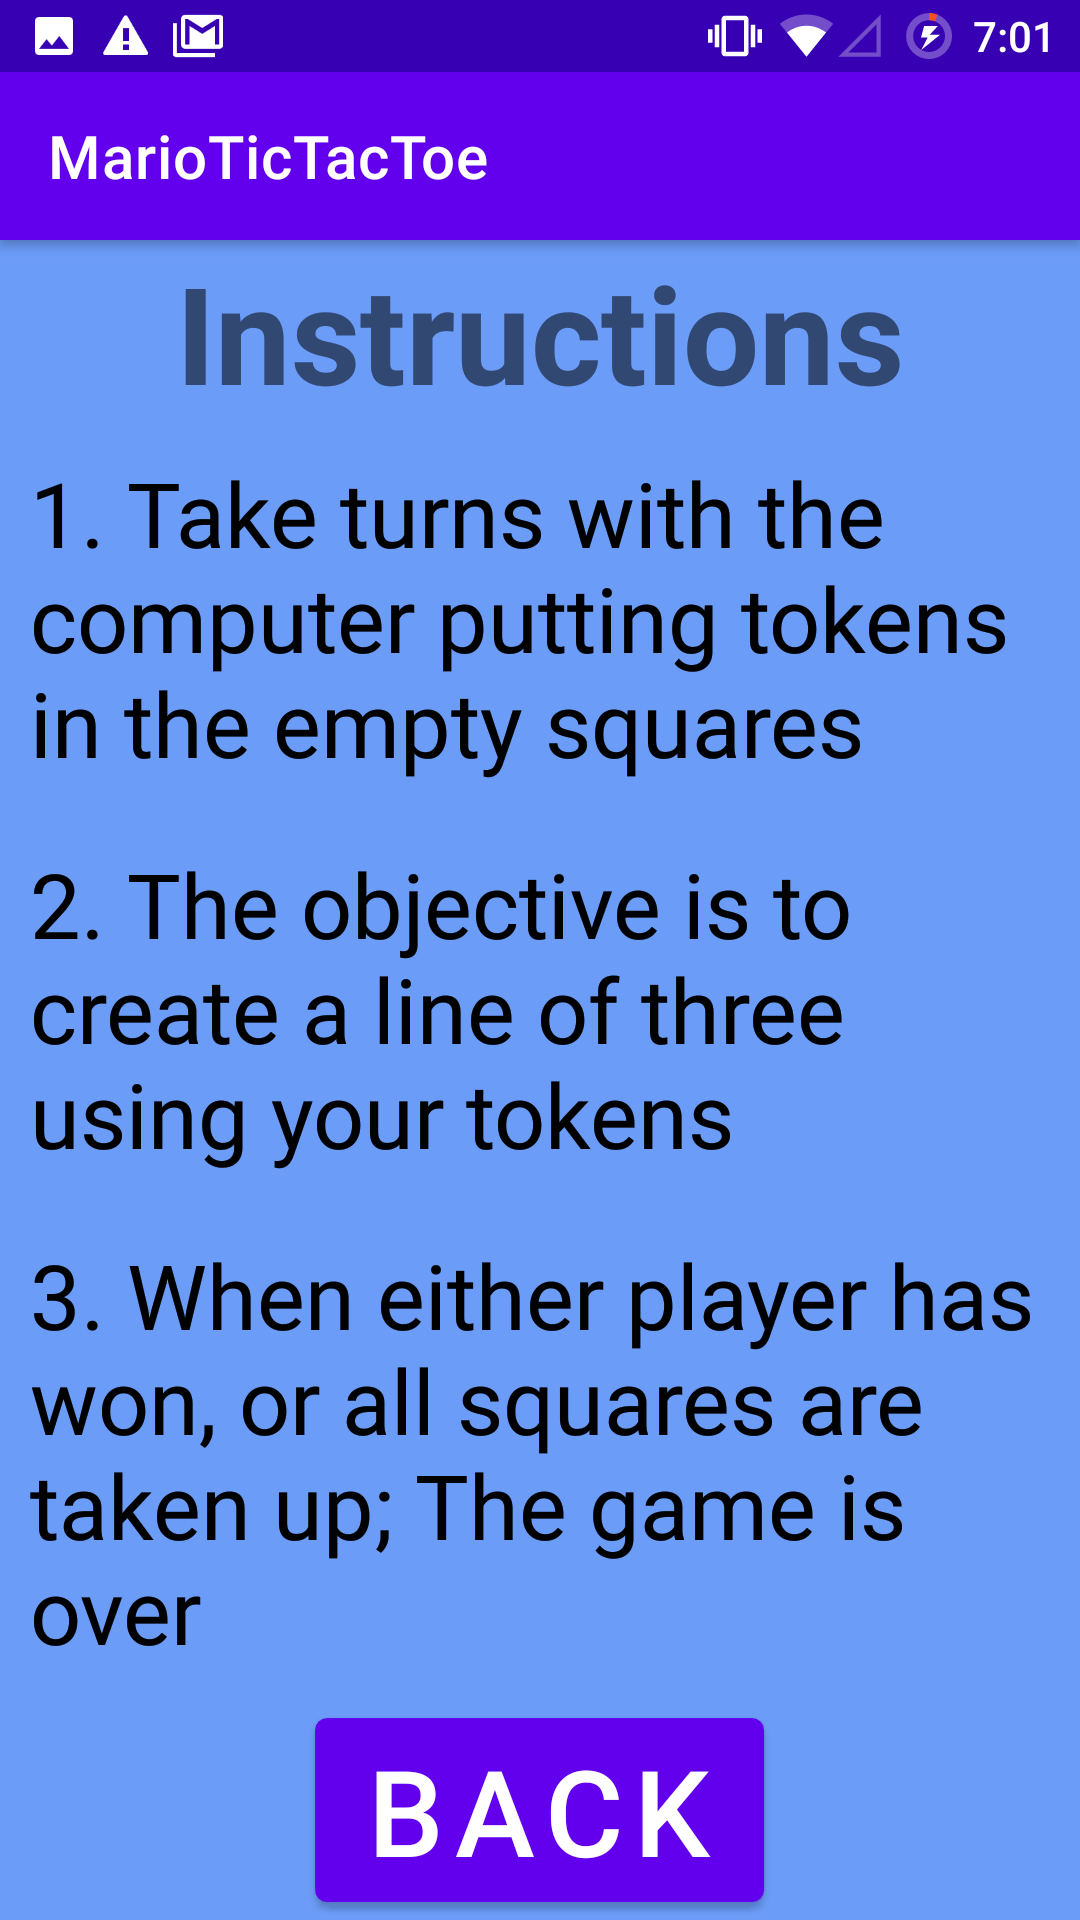 7:01
MarioTicTacToe
Instructions
1. Take turns with the
computer putting tokens
in the empty squares
2. The objective is to
create a line of three
using your tokens
3. When either player has
won, or all squares are
taken up; The game is
over
BACK